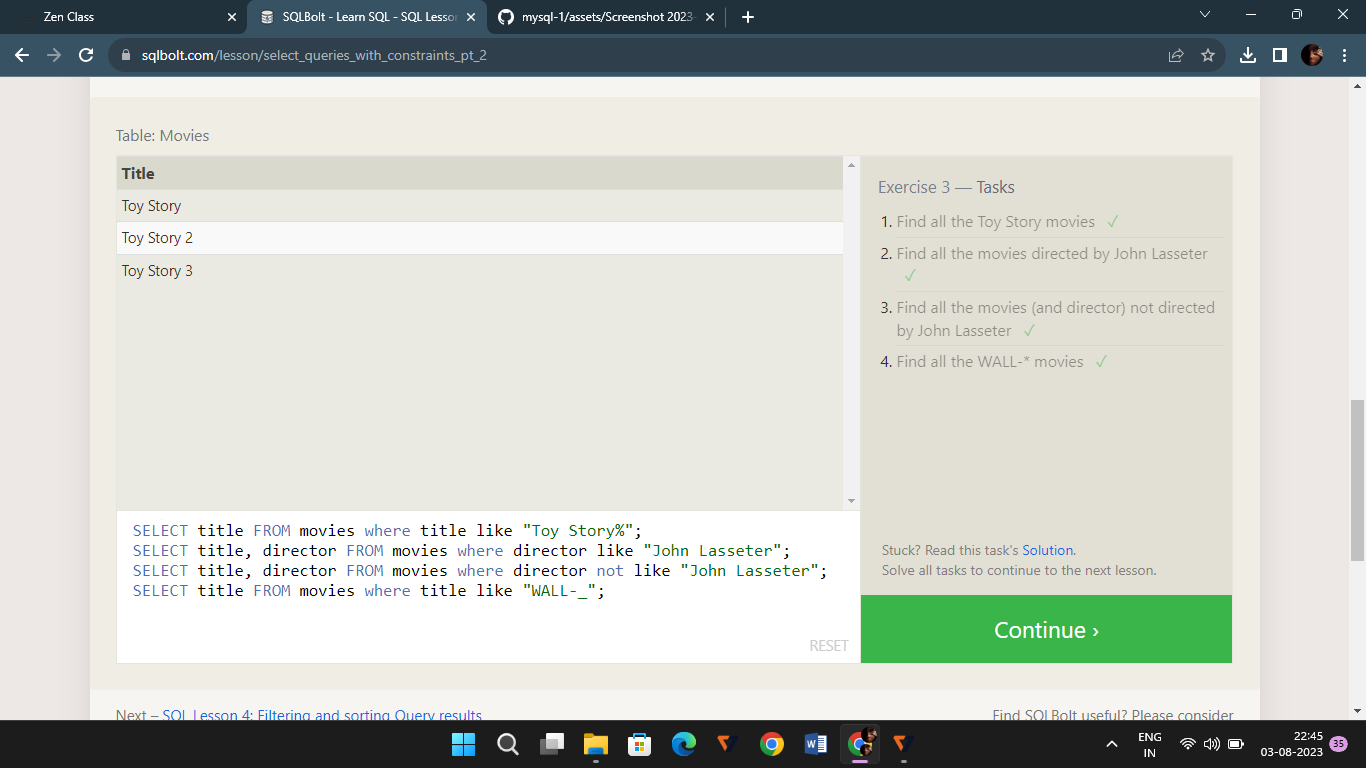 Zen Class
SQLBolt - Learn SQL - SQL Lesson
mysql-1/assets/Screenshot 2023-
sqlbolt.com/lesson/select_queries_with_constraints_pt_2
Table: Movies
Title
Toy Story
Toy Story 2
Toy Story 3
SELECT title FROM movies where title like "Toy Story%";
SELECT title, director FROM movies where director like "John Lasseter";
SELECT title, director FROM movies where director not like "John Lasseter";
SELECT title FROM movies where title like "WALL-_";
RESET
Exercise 3 — Tasks
1. Find all the Toy Story movies ✓
2. Find all the movies directed by John Lasseter
✓
3. Find all the movies (and director) not directed
by John Lasseter ✓
4. Find all the WALL-* movies ✓
Stuck? Read this task's Solution.
Solve all tasks to continue to the next lesson.
Continue ›
Next – SQL Lesson 4: Filtering and sorting Query results
Find SQLBolt useful? Please consider
ENG
IN
22:45
03-08-2023
35